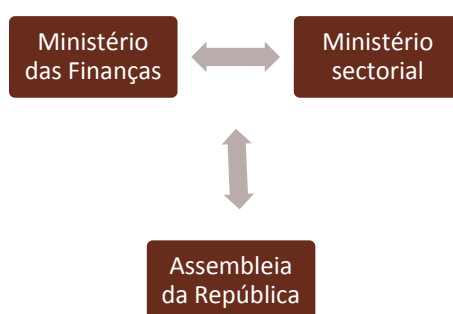 Ministério
das Finanças
Ministério
sectorial
Assembleia
da República